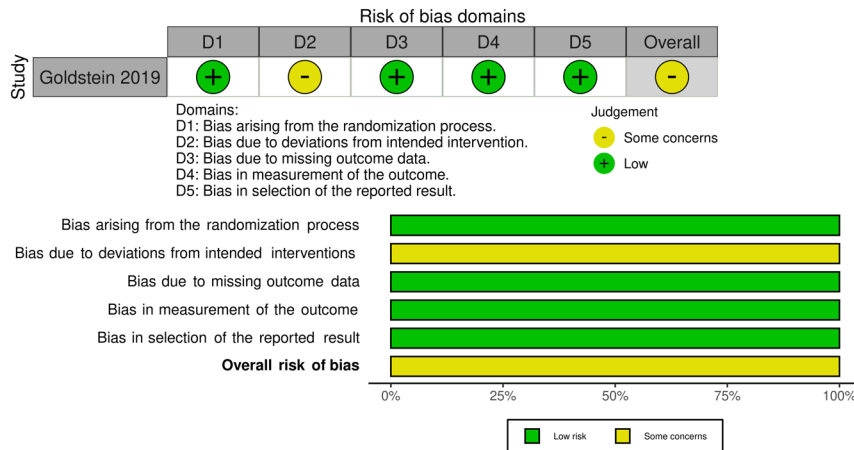 Risk of bias domains
D1 D2 D3 D4 D5 Overall
Study
Goldstein 2019 + - + + + -
Domains:
D1: Bias arising from the randomization process.
D2: Bias due to deviations from intended intervention.
D3: Bias due to missing outcome data.
D4: Bias in measurement of the outcome.
D5: Bias in selection of the reported result.
Judgement
- Some concerns
+ Low
Bias arising from the randomization process
Bias due to deviations from intended interventions
Bias due to missing outcome data
Bias in measurement of the outcome
Bias in selection of the reported result
Overall risk of bias
0% 25% 50% 75% 100%
Low risk Some concerns